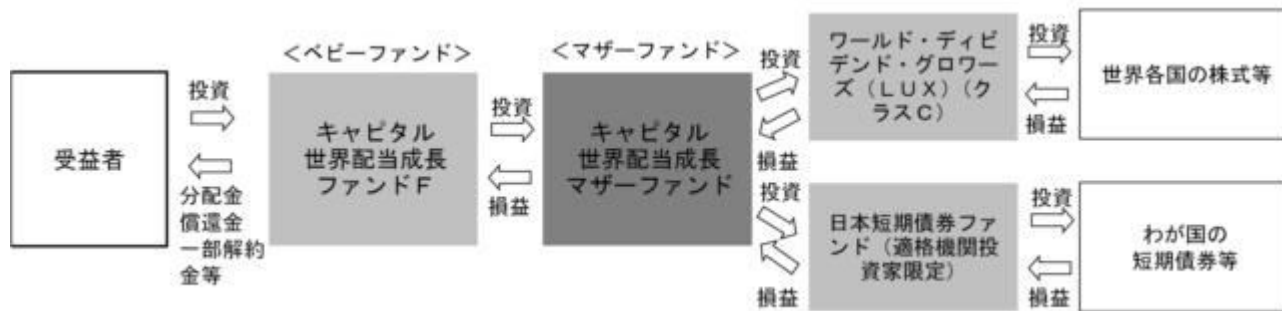 受益者
投資
分配金
償還金
一部解約
金等
＜ベビーファンド＞
キャピタル
世界配当成長
ファンドＦ
投資
損益
＜マザーファンド＞
キャピタル
世界配当成長
マザーファンド
投資
損益
投資
損益
ワールド・ディビ
デンド・グロワー
ズ（ＬＵＸ）（ク
ラスＣ）
投資
損益
世界各国の株式等
日本短期債券ファ
ンド（適格機関投
資家限定）
投資
損益
わが国の
短期債券等